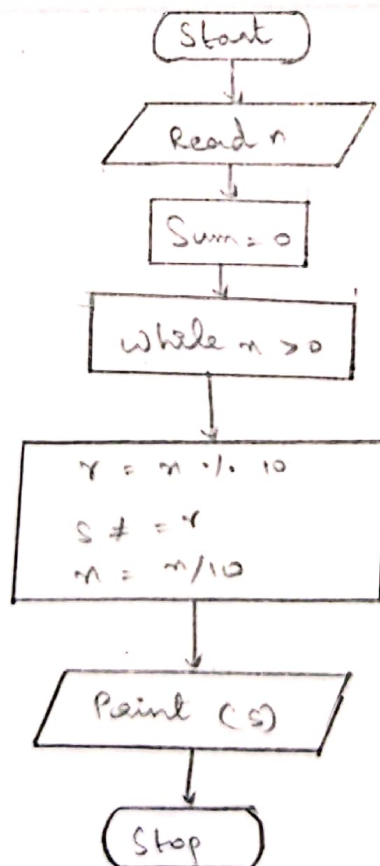 Start
Read n
Sum = 0
While n > 0
r = n % 10
s += r
n = n/10
Print (s)
Stop